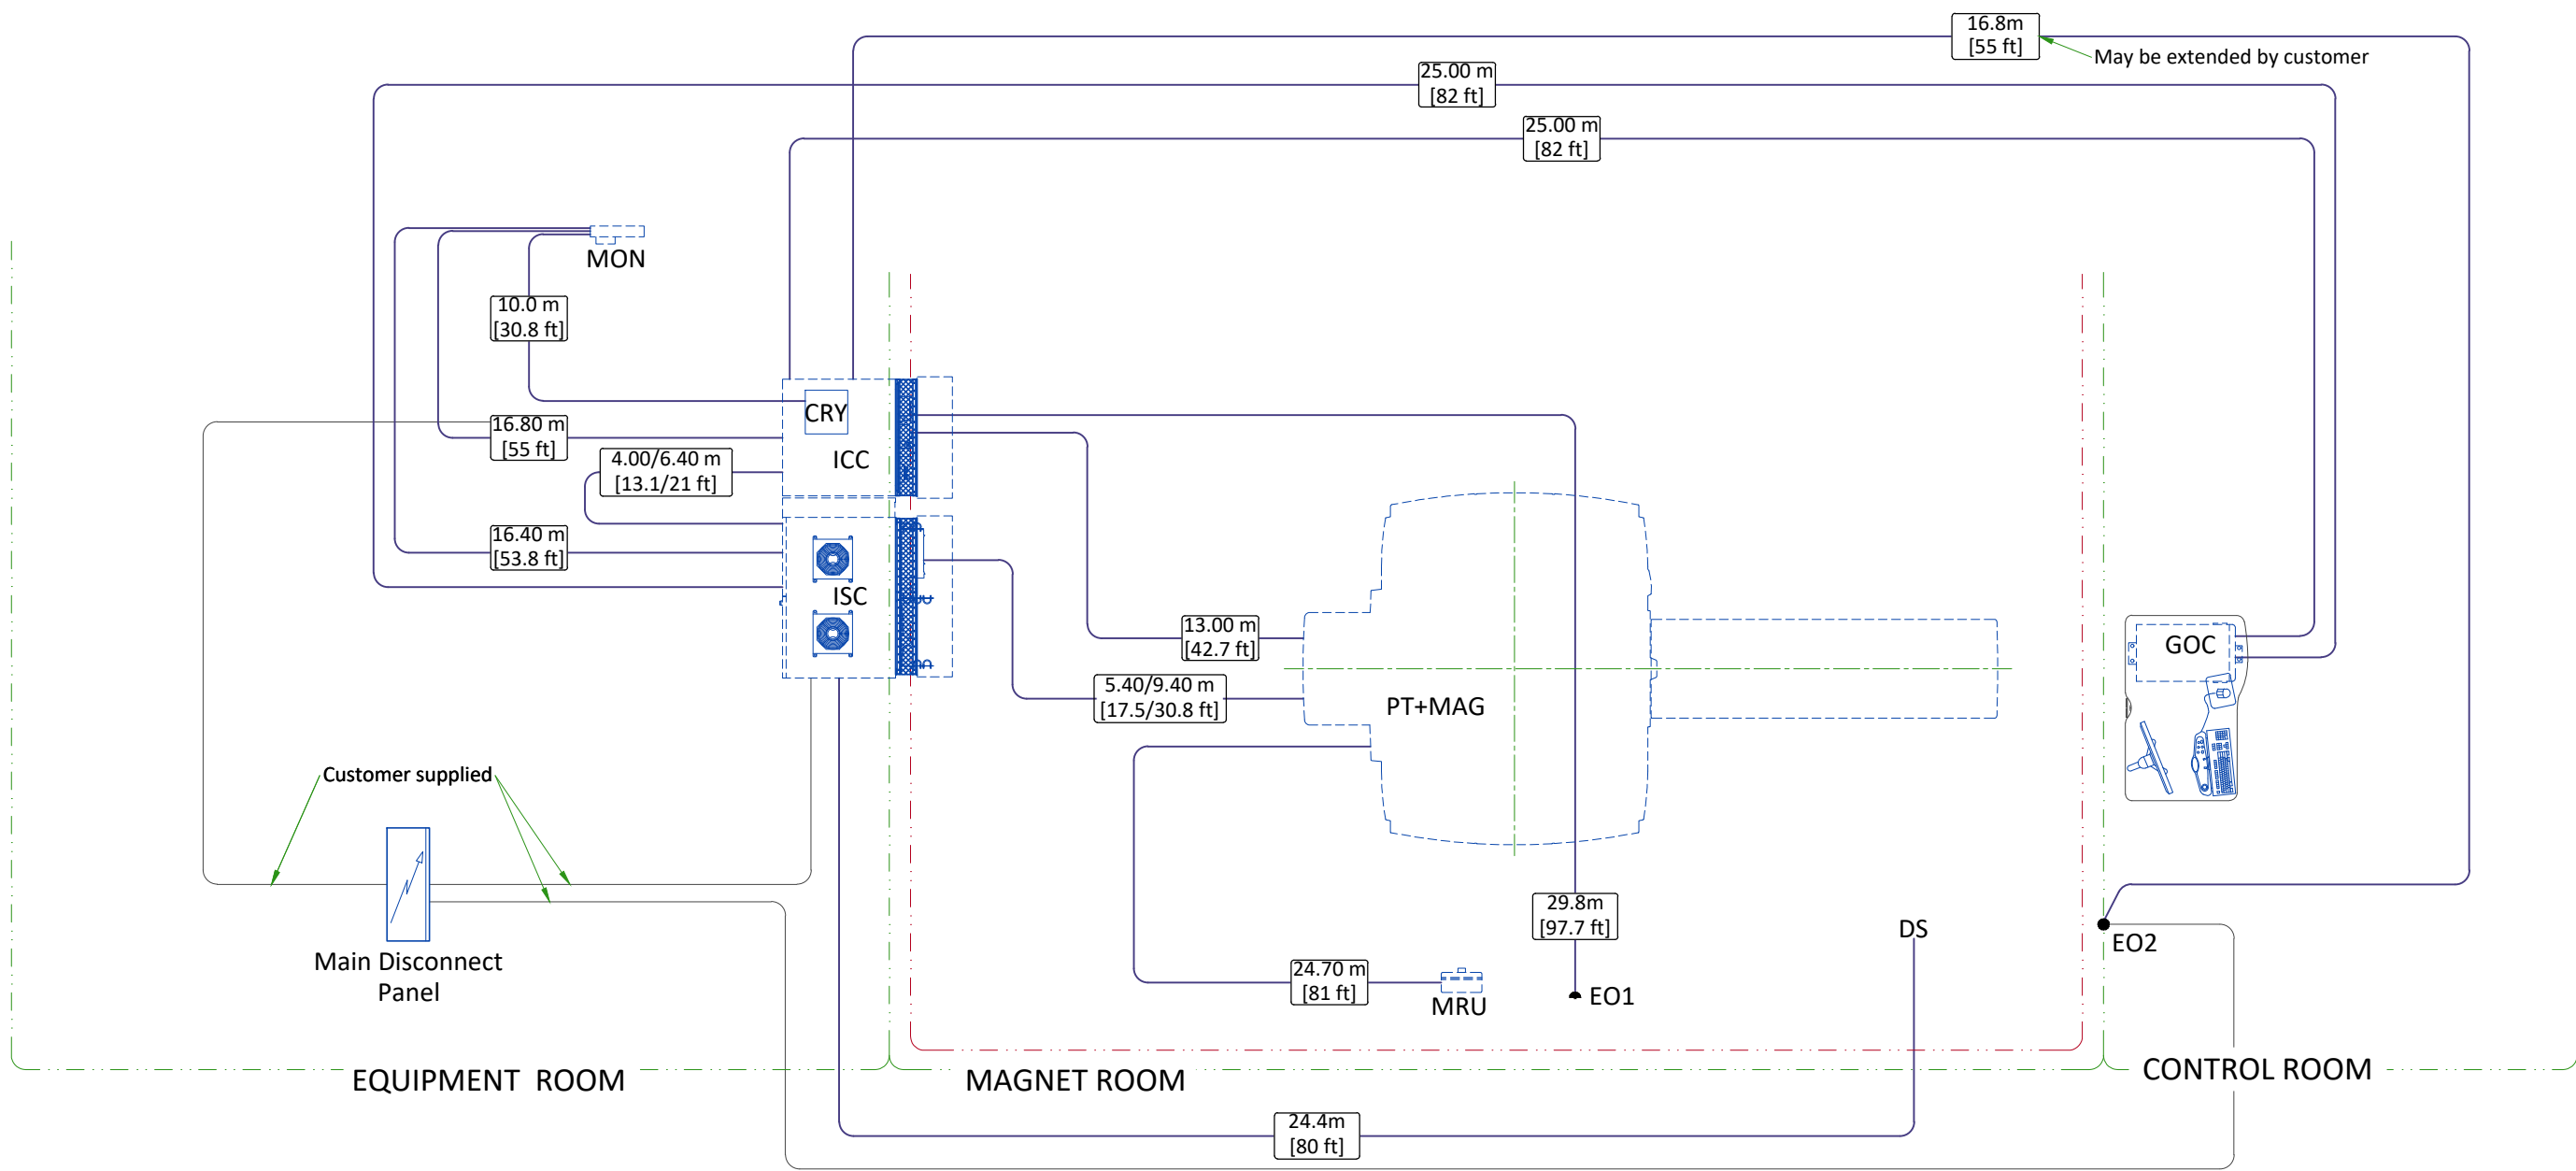 16.8m
[55 ft]
May be extended by customer
25.00 m
[82 ft]
25.00 m
[82 ft]
MON
10.0 m
[30.8 ft]
CRY
16.80 m
[55 ft]
ICC
4.00/6.40 m
[13.1/21 ft]
16.40 m
[53.8 ft]
ISC
13.00 m
[42.7 ft]
GOC
5.40/9.40 m
[17.5/30.8 ft]
PT+MAG
Customer supplied
29.8m
[97.7 ft]
DS
EO2
Main Disconnect
Panel
24.70 m
[81 ft]
MRU
EO1
EQUIPMENT ROOM
MAGNET ROOM
CONTROL ROOM
24.4m
[80 ft]